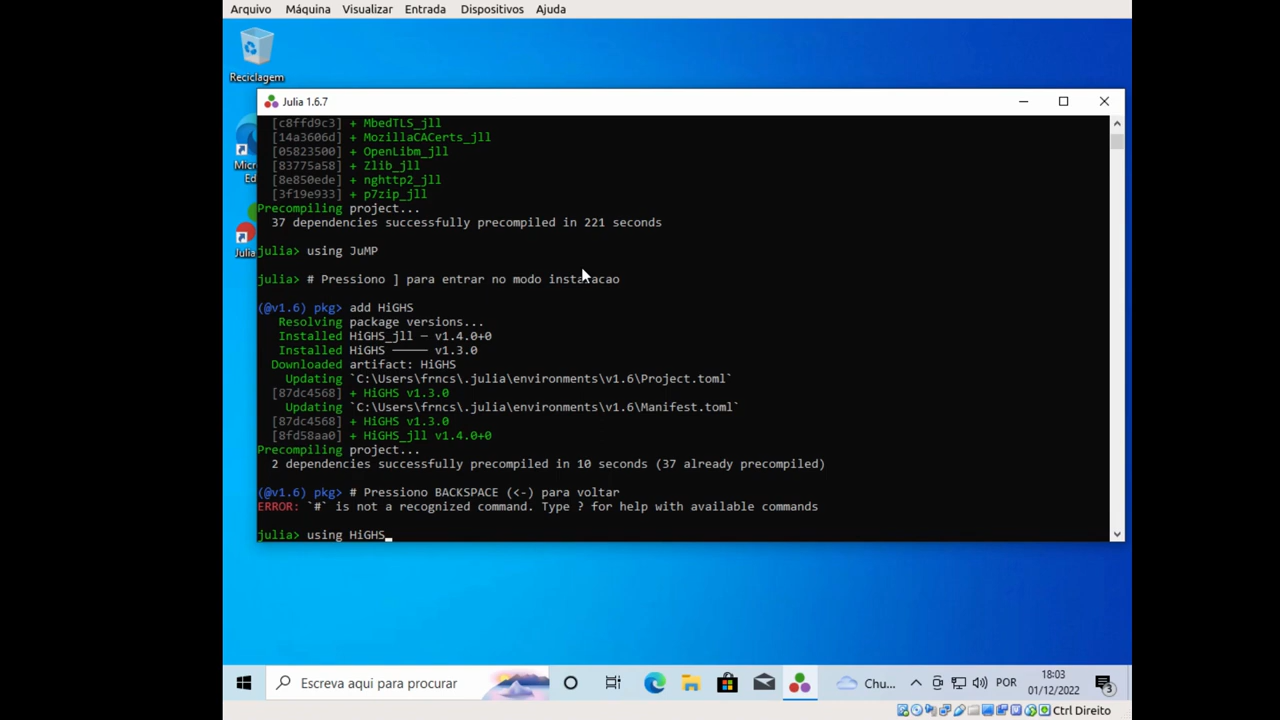 Arquivo Máquina Visualizar Entrada Dispositivos Ajuda
Reciclagem
Julia 1.6.7
[c8ffd9c3] + MbedTLS_jll
[14a3606d] + MozillaCACerts_jll
[05823500] + OpenLibm_jll
[83775a58] + Zlib_jll
[8e850ede] + nghttp2_jll
[3f19e933] + p7zip_jll
Precompiling project...
37 dependencies successfully precompiled in 221 seconds
julia> using JuMP
julia> # Pressiono ] para entrar no modo instalacao
(@v1.6) pkg> add HiGHS
Resolving package versions...
Installed HiGHS_jll ─ v1.4.0+0
Installed HiGHS ───── v1.3.0
Downloaded artifact: HiGHS
Updating `C:\Users\frncs\.julia\environments\v1.6\Project.toml`
[87dc4568] + HiGHS v1.3.0
Updating `C:\Users\frncs\.julia\environments\v1.6\Manifest.toml`
[87dc4568] + HiGHS v1.3.0
[8fd58aa0] + HiGHS_jll v1.4.0+0
Precompiling project...
2 dependencies successfully precompiled in 10 seconds (37 already precompiled)
(@v1.6) pkg> # Pressiono BACKSPACE (<-) para voltar
ERROR: `#` is not a recognized command. Type ? for help with available commands
julia> using HiGHS_
Micr
Ed
Julia
Escreva aqui para procurar
Chu... POR 18:03
01/12/2022
3
Ctrl Direito